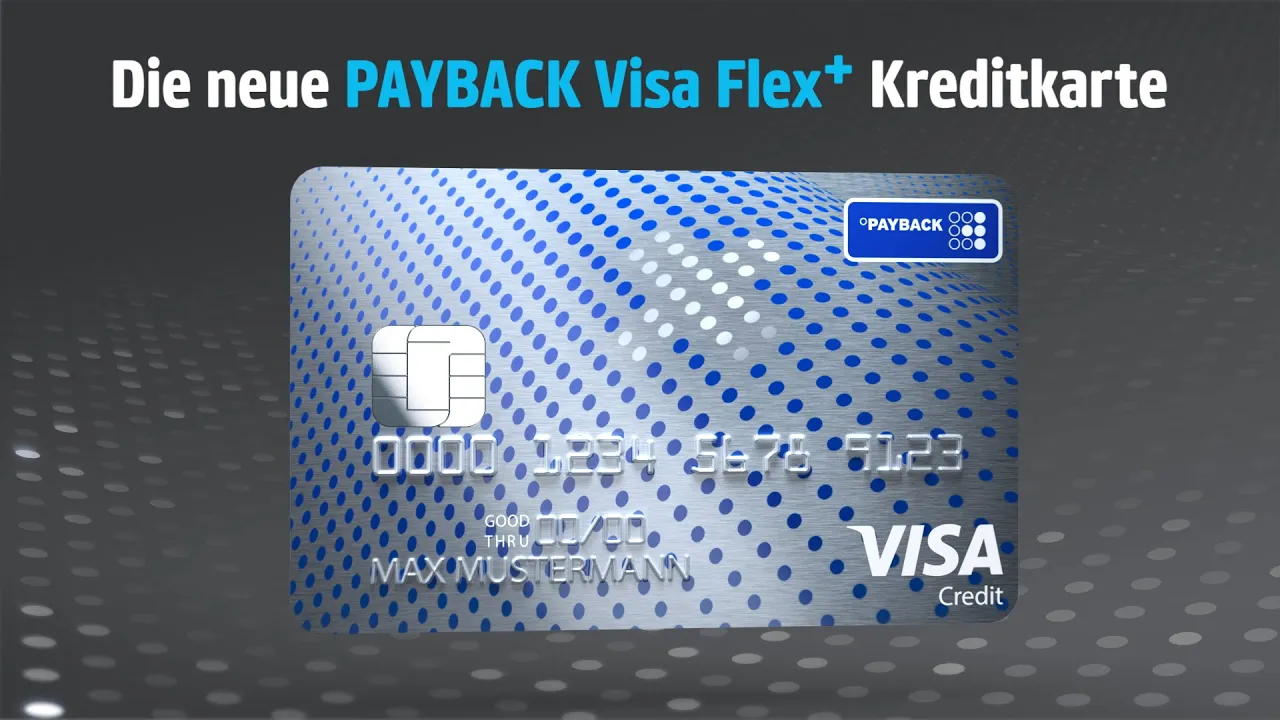 Die neue PAYBACK Visa Flex⁺ Kreditkarte
°PAYBACK
0000 1234 5678 9123
GOOD THRU 00/00
MAX MUSTERMANN
VISA
Credit